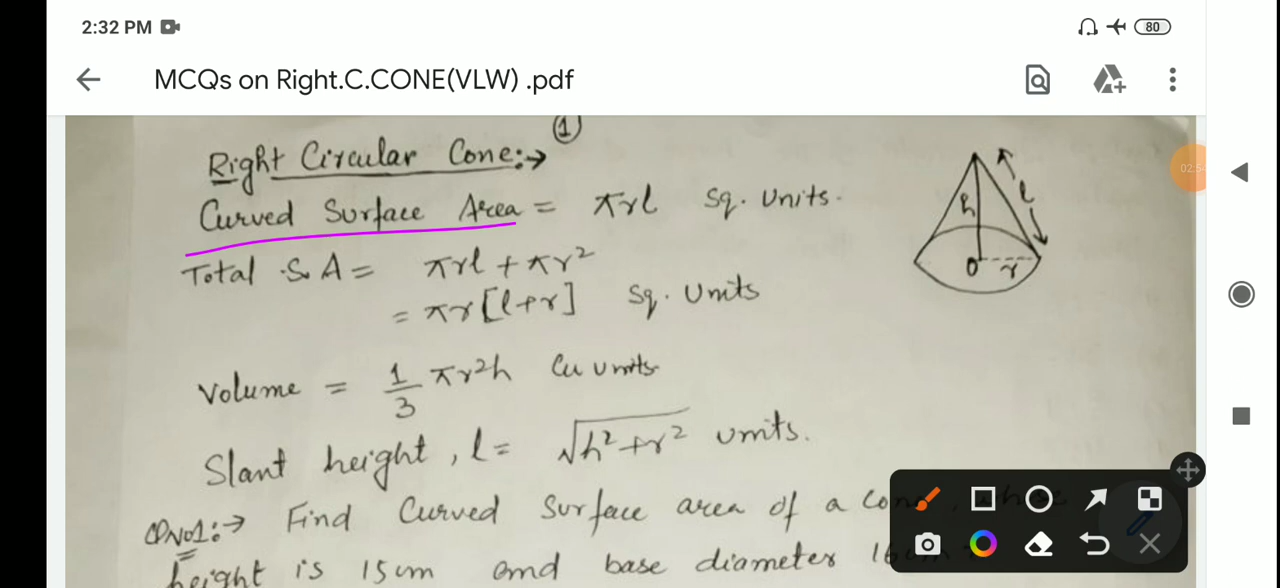 2:32 PM
80
MCQs on Right.C.CONE(VLW) .pdf
①
Right Circular Cone:→
Curved Surface Area = πrl Sq. Units.
Total S.A = πrl + πr²
= πr[l+r] Sq. Units
Volume = 1/3 πr²h Cu units
Slant height, l = √h²+r² units.
h
l
0
r
QNo1:→ Find Curved Surface area of a
height is 15cm and base diameter